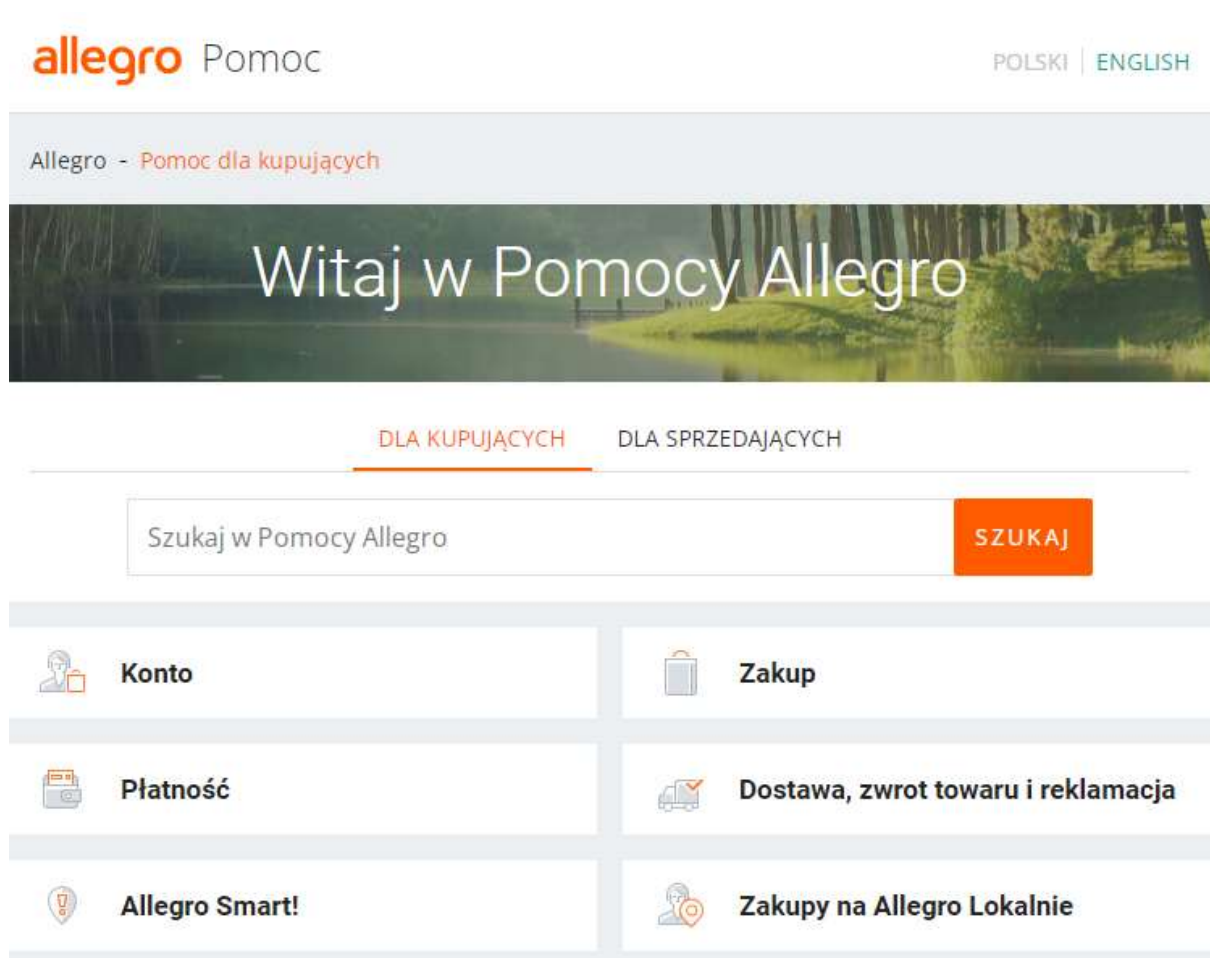 allegro Pomoc
POLSKI | ENGLISH
Allegro - Pomoc dla kupujących
Witaj w Pomocy Allegro
DLA KUPUJĄCYCH
DLA SPRZEDAJĄCYCH
Szukaj w Pomocy Allegro
SZUKAJ
Konto
Zakup
Płatność
Dostawa, zwrot towaru i reklamacja
Allegro Smart!
Zakupy na Allegro Lokalnie